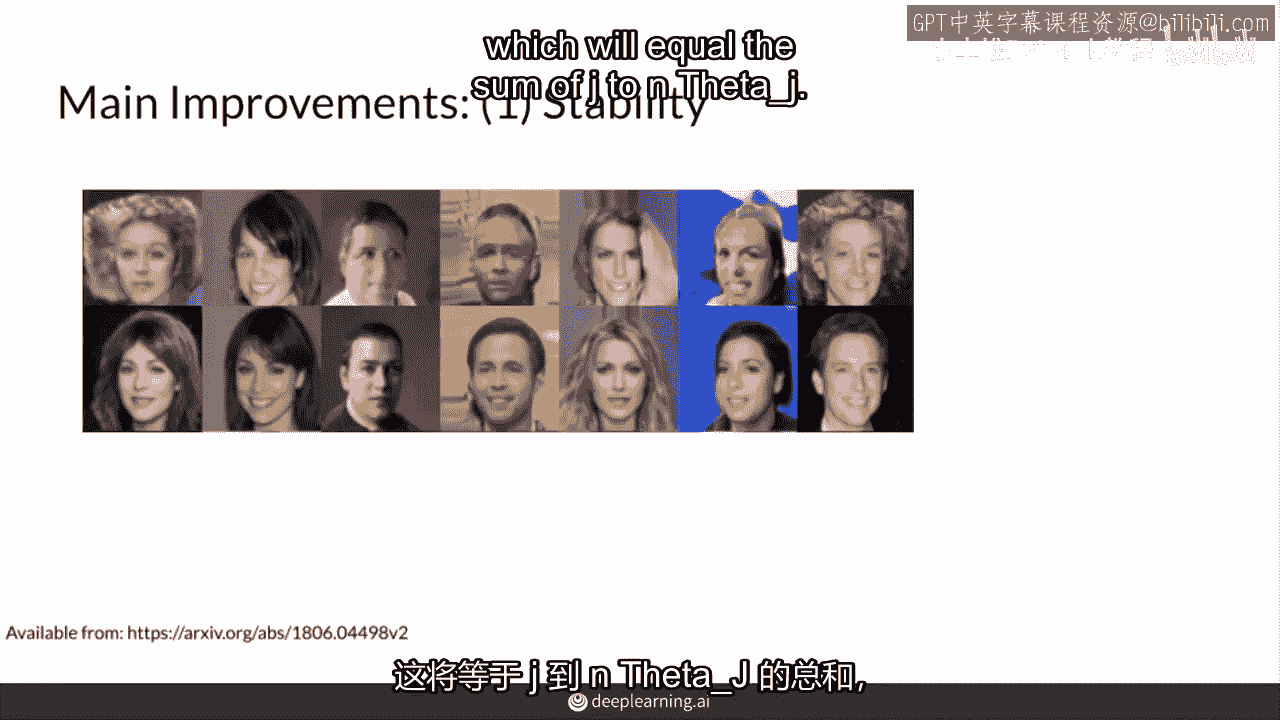 GPT中英字幕课程资源@bilibili.com
which will equal the
sum of j to n Theta_j.
Main Improvements: (1) Stability
Available from: https://arxiv.org/abs/1806.04498v2
这将等于 j 到 n Theta_J 的总和,
deeplearning.ai